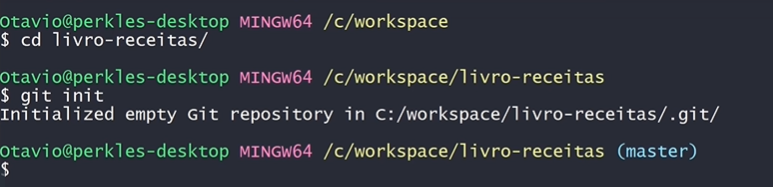 Otavio@perkles-desktop MINGW64 /c/workspace
$ cd livro-receitas/
Otavio@perkles-desktop MINGW64 /c/workspace/livro-receitas
$ git init
Initialized empty Git repository in C:/workspace/livro-receitas/.git/
Otavio@perkles-desktop MINGW64 /c/workspace/livro-receitas (master)
$